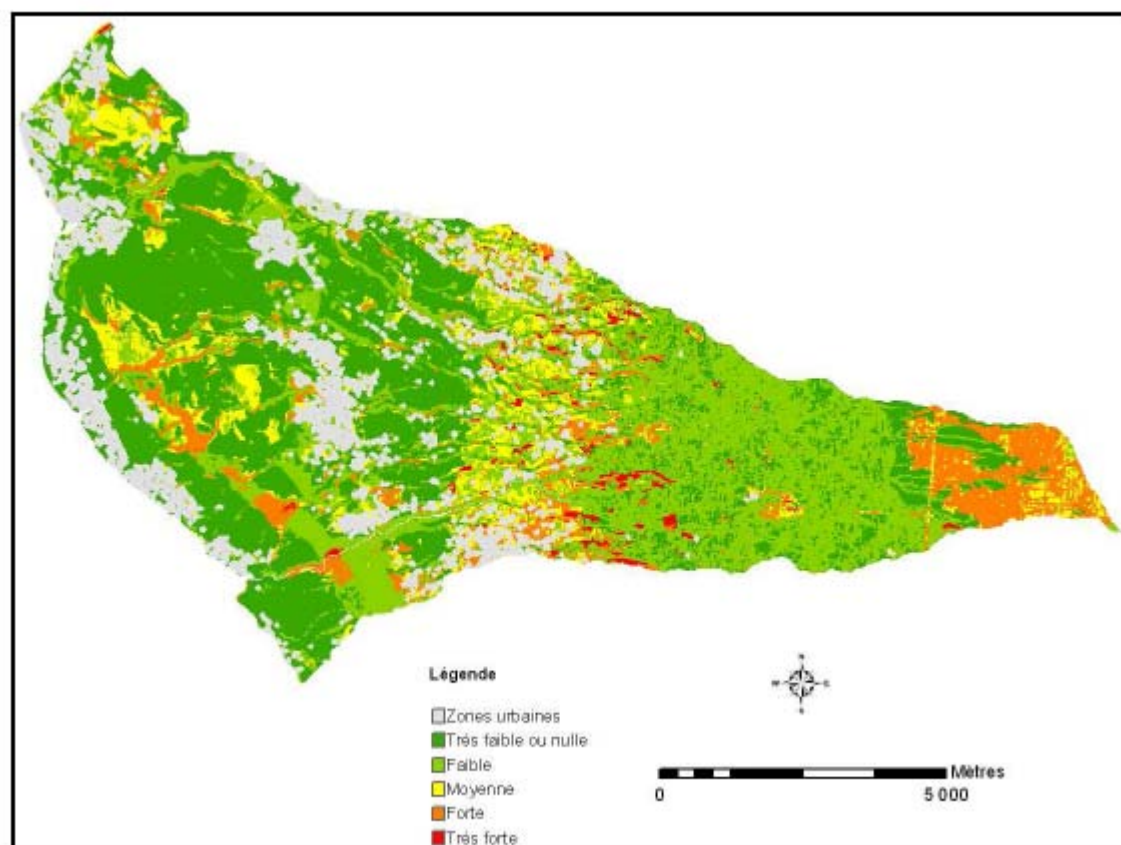 Légende
Zones urbaines
Trés faible ou nulle
Faible
Moyenne
Forte
Trés forte
N
W E
S
Mètres
0 5 000